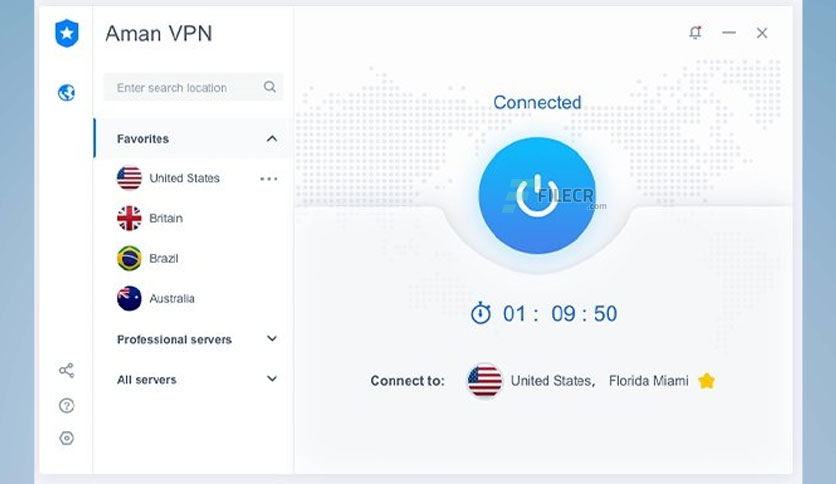 Aman VPN
Enter search location
Favorites
United States
Britain
Brazil
Australia
Professional servers
All servers
Connected
FILECR
.com
01 : 09 : 50
Connect to: United States, Florida Miami